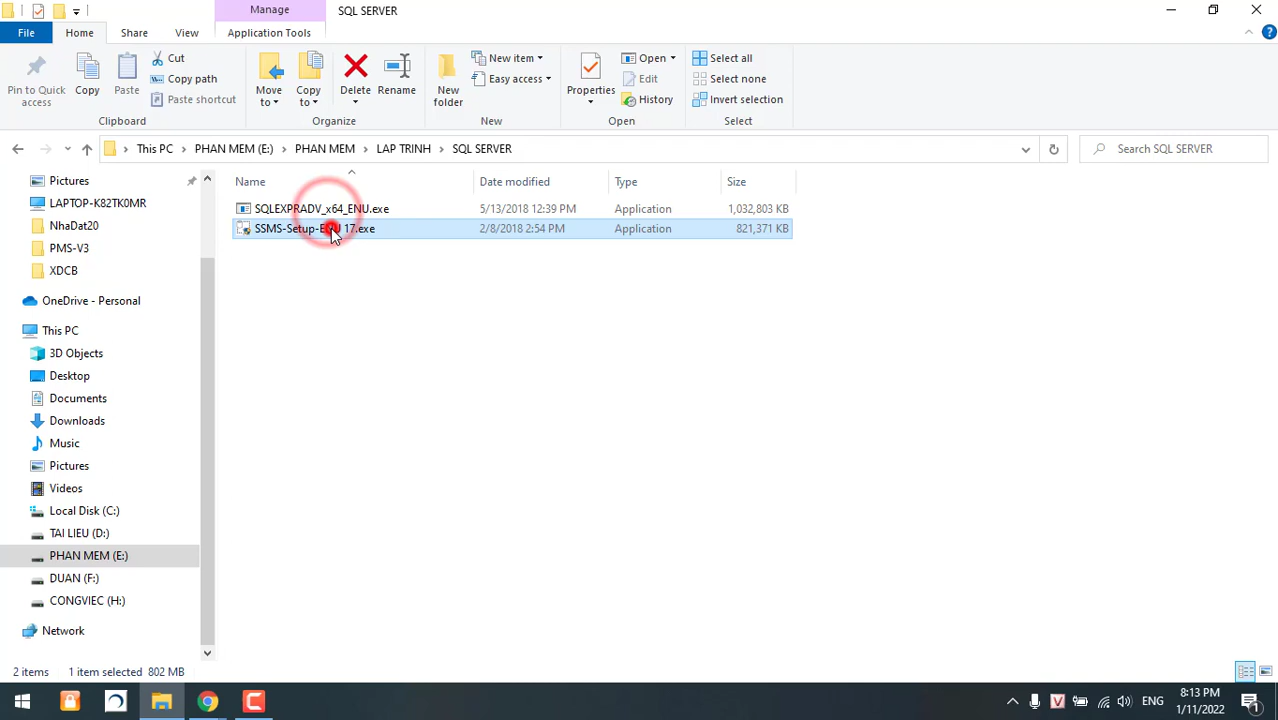 Manage
SQL SERVER
File
Home
Share
View
Application Tools
Pin to Quick access
Copy
Paste
Cut
Copy path
Paste shortcut
Clipboard
Move to
Copy to
Delete
Rename
Organize
New folder
New item
Easy access
New
Properties
Open
Edit
History
Open
Select all
Select none
Invert selection
Select
This PC > PHAN MEM (E:) > PHAN MEM > LAP TRINH > SQL SERVER
Search SQL SERVER
Name
Date modified
Type
Size
SQLEXPRADV_x64_ENU.exe
5/13/2018 12:39 PM
Application
1,032,803 KB
SSMS-Setup-ENU 17.exe
2/8/2018 2:54 PM
Application
821,371 KB
Pictures
LAPTOP-K82TK0MR
NhaDat20
PMS-V3
XDCB
OneDrive - Personal
This PC
3D Objects
Desktop
Documents
Downloads
Music
Pictures
Videos
Local Disk (C:)
TAI LIEU (D:)
PHAN MEM (E:)
DUAN (F:)
CONGVIEC (H:)
Network
2 items
1 item selected 802 MB
ENG
8:13 PM
1/11/2022
1